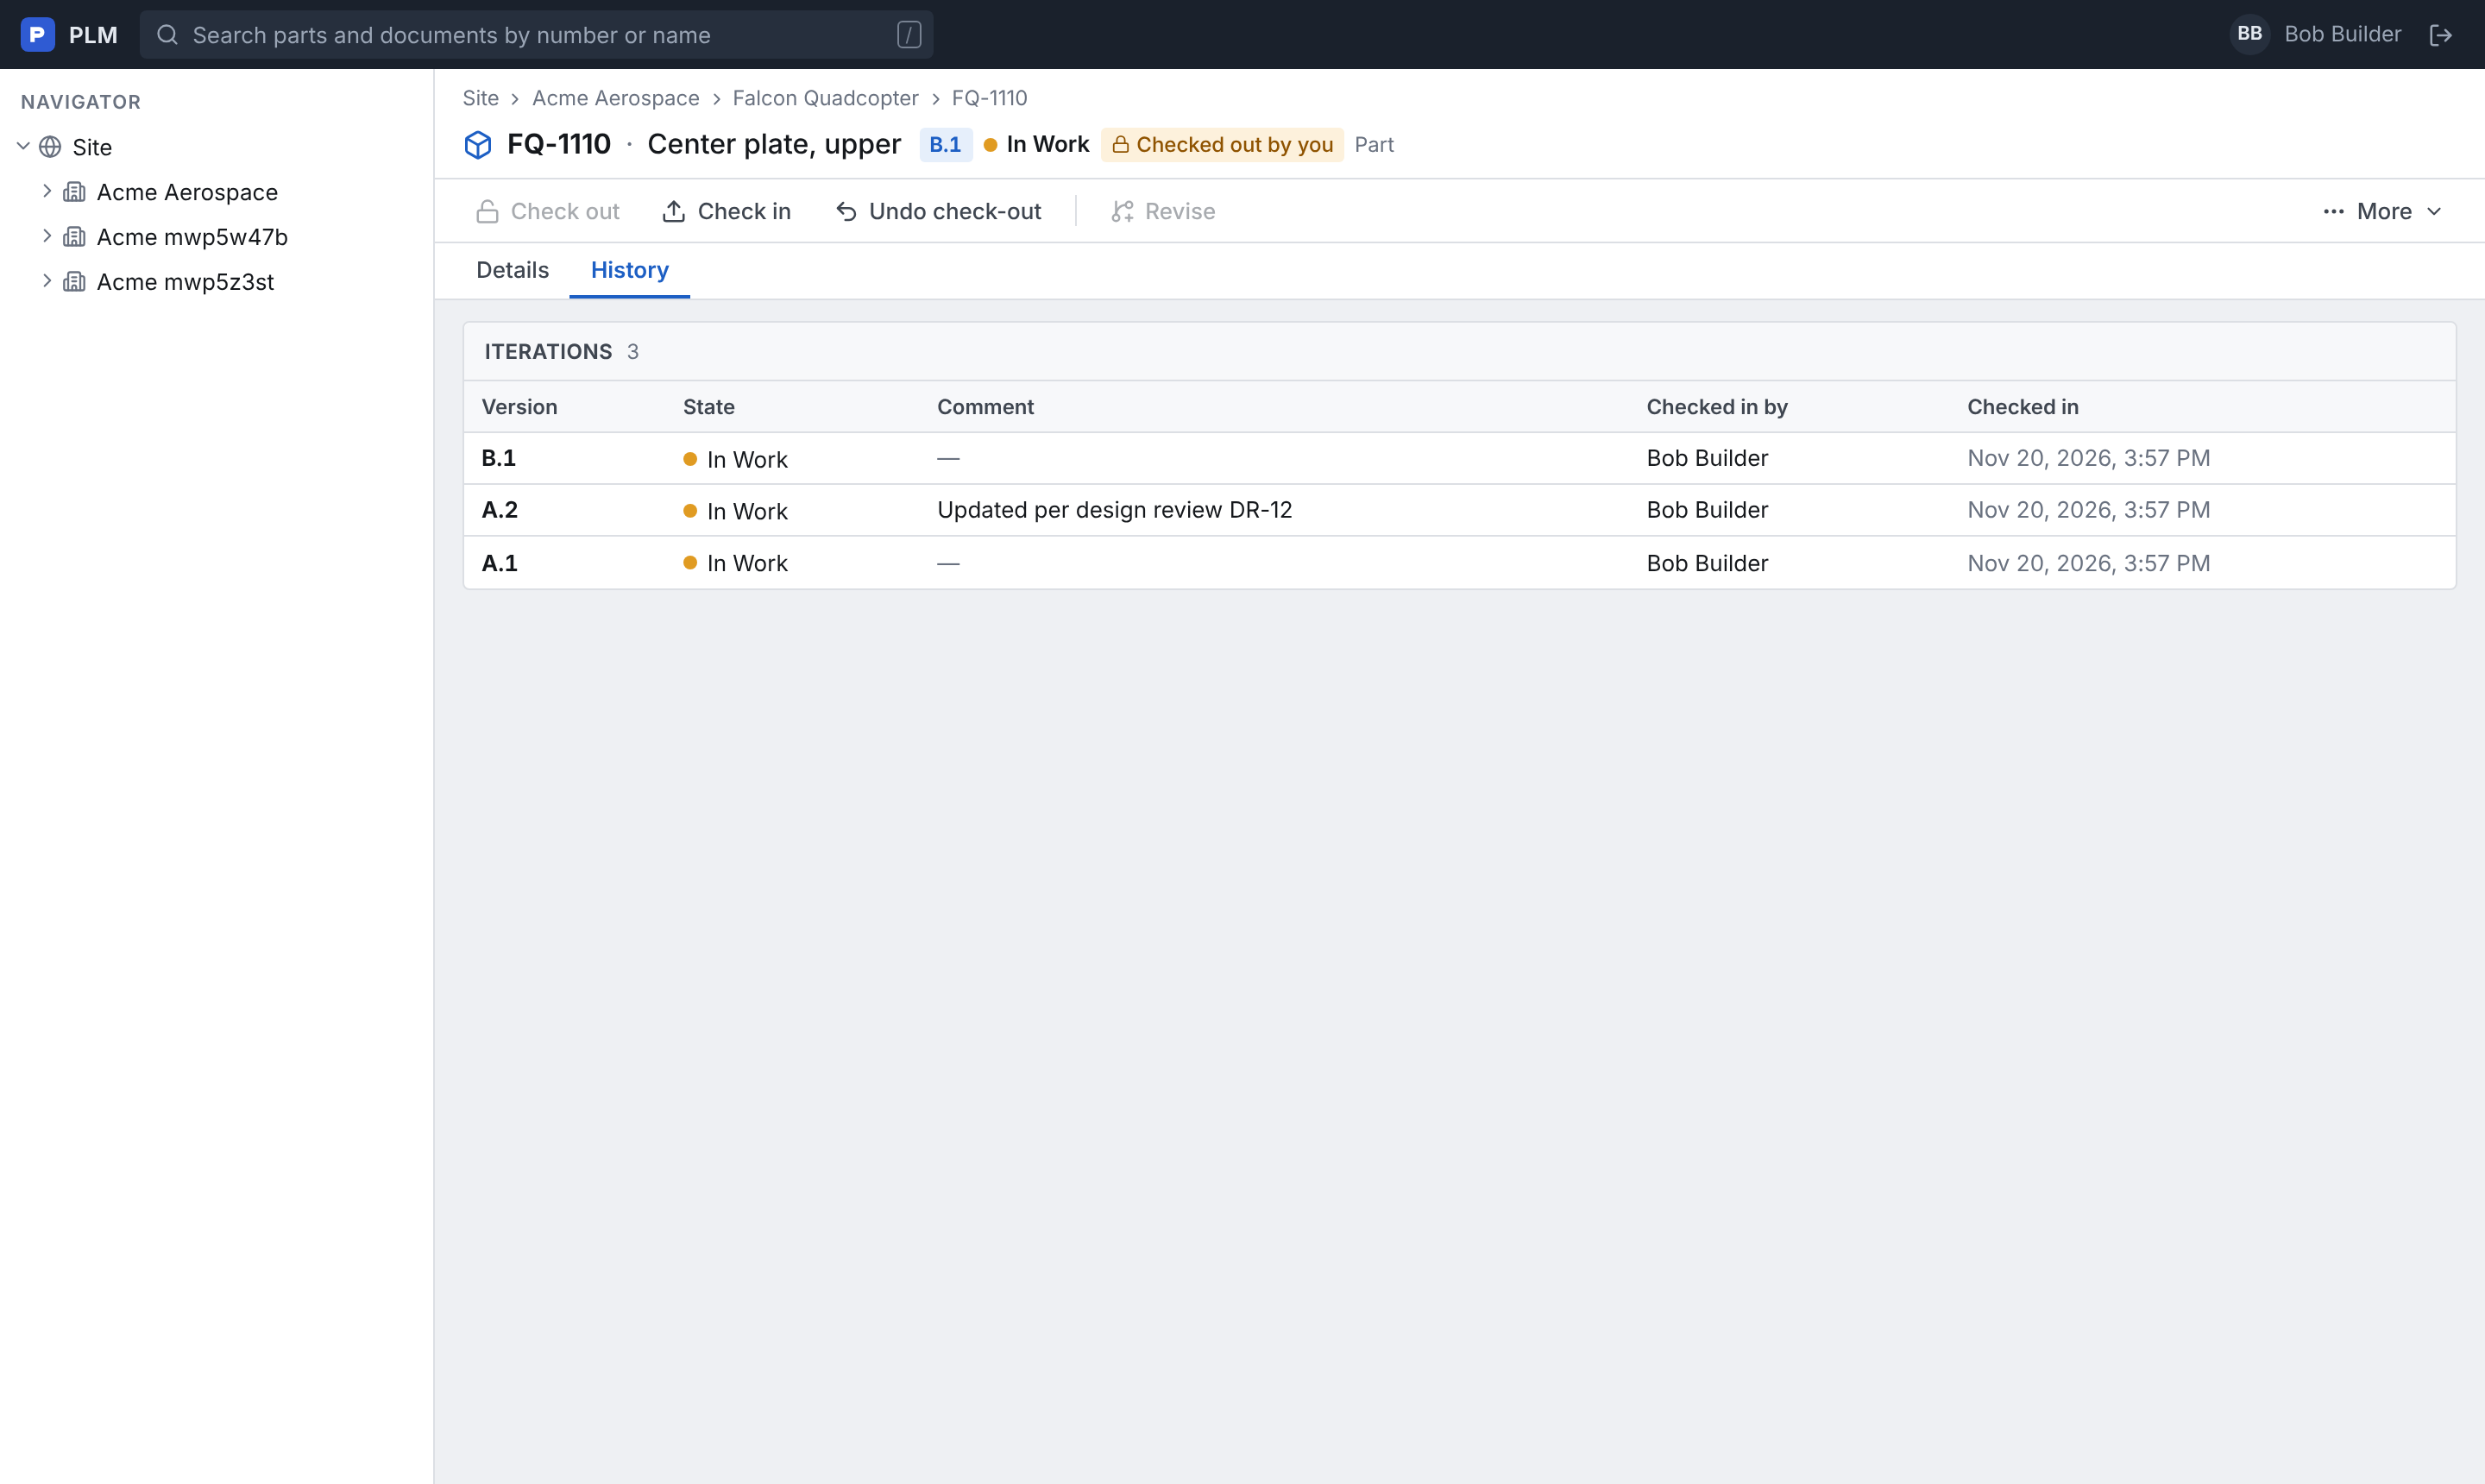 P PLM Search parts and documents by number or name / BB Bob Builder
NAVIGATOR
Site
Acme Aerospace
Acme mwp5w47b
Acme mwp5z3st
Site > Acme Aerospace > Falcon Quadcopter > FQ-1110
FQ-1110 · Center plate, upper B.1 In Work Checked out by you Part
Check out Check in Undo check-out Revise ··· More
Details History
ITERATIONS 3
Version State Comment Checked in by Checked in
B.1 In Work — Bob Builder Nov 20, 2026, 3:57 PM
A.2 In Work Updated per design review DR-12 Bob Builder Nov 20, 2026, 3:57 PM
A.1 In Work — Bob Builder Nov 20, 2026, 3:57 PM